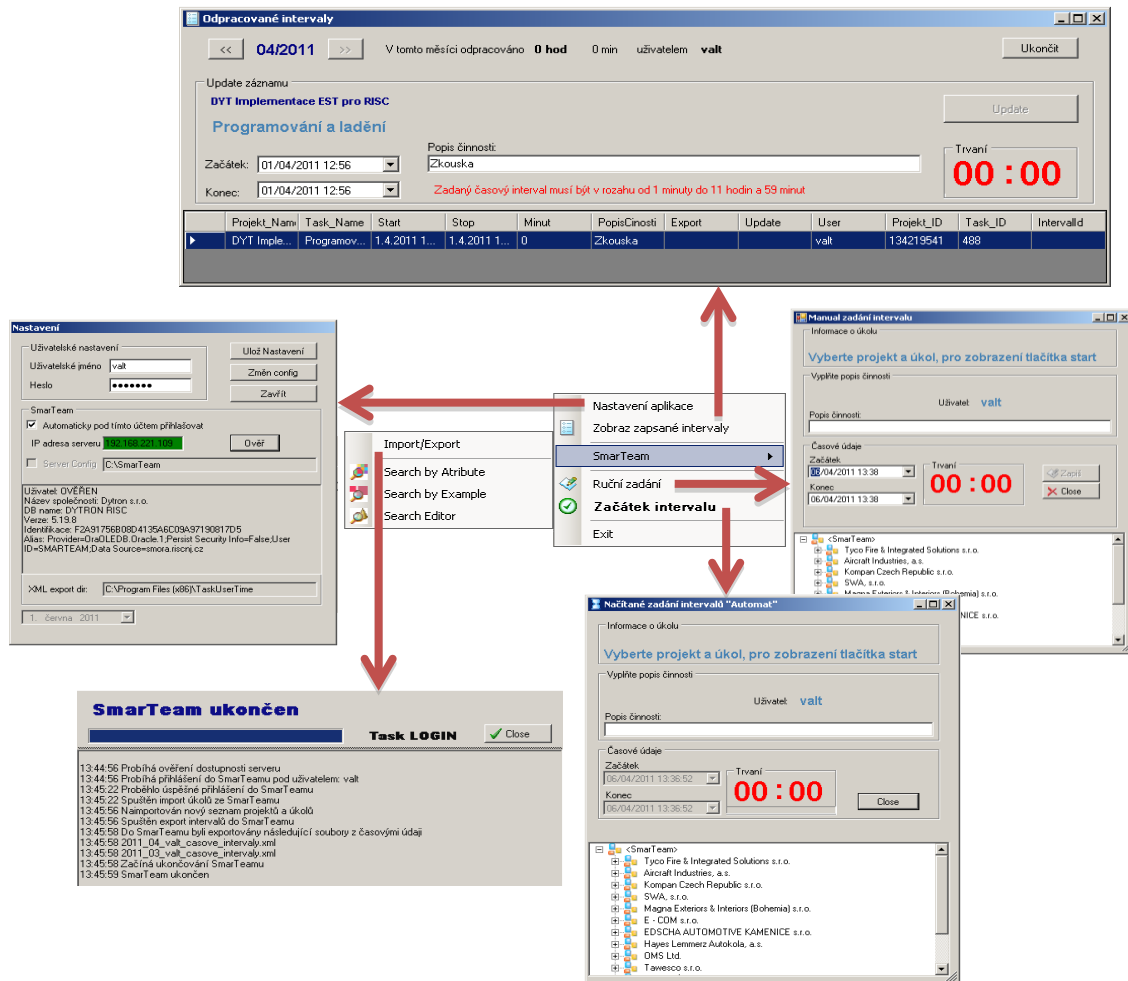 Odpracované intervaly
<< 04/2011 >> V tomto měsíci odpracováno 0 hod 0 min uživatelem valt Ukončit
Update záznamu
DYT Implementace EST pro RISC
Programování a ladění
Update
Popis činnosti:
Začátek: 01/04/2011 12:56 Zkouska
Trvaní
00 : 00
Konec: 01/04/2011 12:56 Zadaný časový interval musí být v rozahu od 1 minuty do 11 hodin a 59 minut
Projekt_Nam Task_Name Start Stop Minut PopisCinosti Export Update User Projekt_ID Task_ID IntervalId
DYT Imple... Programov... 1.4.2011 1... 1.4.2011 1... 0 Zkouska valt 134219541 488
Nastavení
Uživatelské nastavení
Uživatelské jméno valt
Heslo
Ulož Nastavení
Změn config
Zavřít
SmarTeam
Automaticky pod tímto účtem přihlašovat
IP adresa serveru 192.168.221.109 Ověř
Server Config C:\SmarTeam
Uživatel: OVĚŘEN
Název společnosti: Dytron s.r.o.
DB name: DYTRON RISC
Verze: 5.19.8
Identifikace: F2A91756B08D4135A6C09A97190817D5
Alias: Provider=OraOLEDB.Oracle.1;Persist Security Info=False;User
ID=SMARTEAM;Data Source=smora.riscnj.cz
XML export dir: C:\Program Files (x86)\TaskUserTime
1. června 2011
Import/Export
Search by Atribute
Search by Example
Search Editor
Nastavení aplikace
Zobraz zapsané intervaly
SmarTeam
Ruční zadání
Začátek intervalu
Exit
Manual zadání intervalu
Informace o úkolu
Vyberte projekt a úkol, pro zobrazení tlačítka start
Vyplňte popis činnosti
Uživatel: valt
Popis činnosti:
Časové údaje
Začátek
06/04/2011 13:38
Konec
06/04/2011 13:38
Trvaní
00 : 00
Zapiš
Close
<SmarTeam>
Tyco Fire & Integrated Solutions s.r.o.
Aircraft Industries, a.s.
Kompan Czech Republic s.r.o.
SWA, s.r.o.
Magna Exteriors & Interiors (Bohemia) s.r.o.
NICE s.r.o.
Načítané zadání intervalů "Automat"
Informace o úkolu
Vyberte projekt a úkol, pro zobrazení tlačítka start
Vyplňte popis činnosti
Uživatel: valt
Popis činnosti:
Časové údaje
Začátek
06/04/2011 13:36:52
Konec
06/04/2011 13:36:52
Trvaní
00 : 00
Close
<SmarTeam>
Tyco Fire & Integrated Solutions s.r.o.
Aircraft Industries, a.s.
Kompan Czech Republic s.r.o.
SWA, s.r.o.
Magna Exteriors & Interiors (Bohemia) s.r.o.
E - COM s.r.o.
EDSCHA AUTOMOTIVE KAMENICE s.r.o.
Hayes Lemmerz Autokola, a.s.
OMS Ltd.
Tawesco s.r.o.
SmarTeam ukončen
Task LOGIN Close
13:44:56 Probíhá ověření dostupnosti serveru
13:44:56 Probíhá přihlášení do SmarTeamu pod uživatelem: valt
13:45:22 Proběhlo úspěšné přihlášení do SmarTeamu
13:45:22 Spuštěn import úkolů ze SmarTeamu
13:45:56 Naimportován nový seznam projektů a úkolů
13:45:56 Spuštěn export intervalů do SmarTeamu
13:45:58 Do SmarTeamu byli exportovány následující soubory z časovými údaji
13:45:58 2011_04_valt_casove_intervaly.xml
13:45:58 2011_03_valt_casove_intervaly.xml
13:45:58 Začíná ukončování SmarTeamu
13:45:59 SmarTeam ukončen